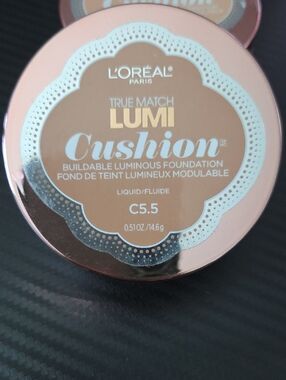 L'ORÉAL
PARIS
TRUE MATCH
LUMI
Cushion
BUILDABLE LUMINOUS FOUNDATION
FOND DE TEINT LUMINEUX MODULABLE
LIQUID/FLUIDE
C5.5
0.51 OZ./14.6 g